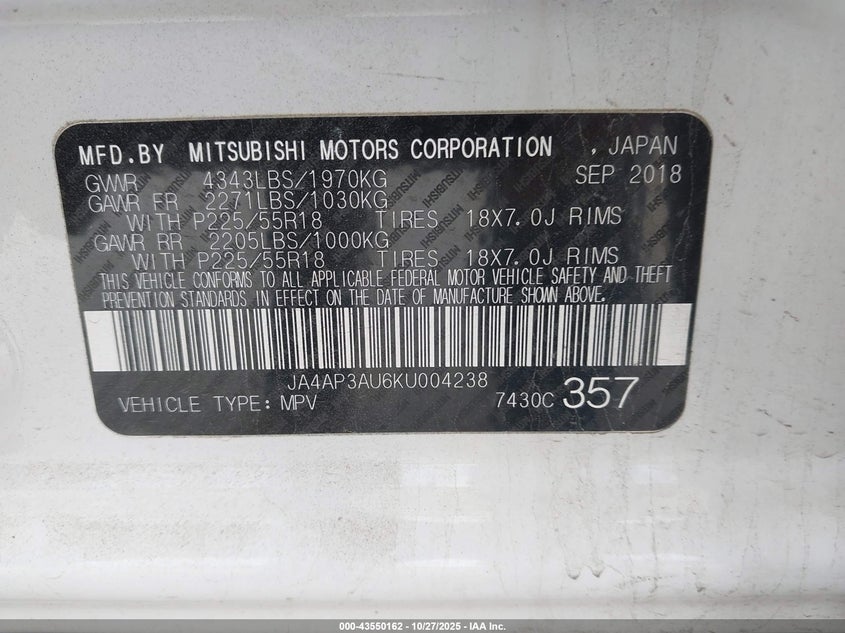 MFD.BY MITSUBISHI MOTORS CORPORATION , JAPAN
GVWR 4343LBS/1970KG SEP 2018
GAWR FR 2271LBS/1030KG
WITH P225/55R18 TIRES 18X7.0J RIMS
GAWR RR 2205LBS/1000KG
WITH P225/55R18 TIRES 18X7.0J RIMS
THIS VEHICLE CONFORMS TO ALL APPLICABLE FEDERAL MOTOR VEHICLE SAFETY AND THEFT
PREVENTION STANDARDS IN EFFECT ON THE DATE OF MANUFACTURE SHOWN ABOVE.
JA4AP3AU6KU004238
VEHICLE TYPE: MPV 7430C 357
000-43550162 - 10/27/2025 - IAA Inc.